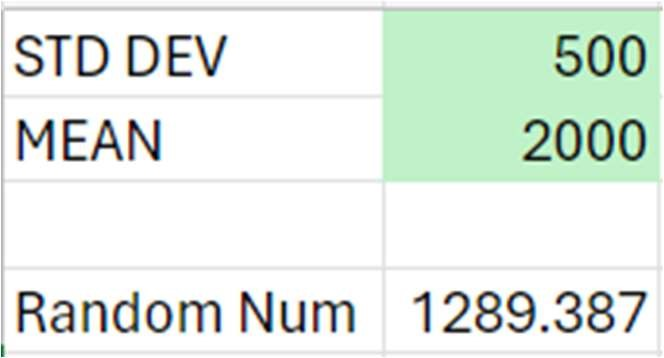 STD DEV 500
MEAN 2000
Random Num 1289.387